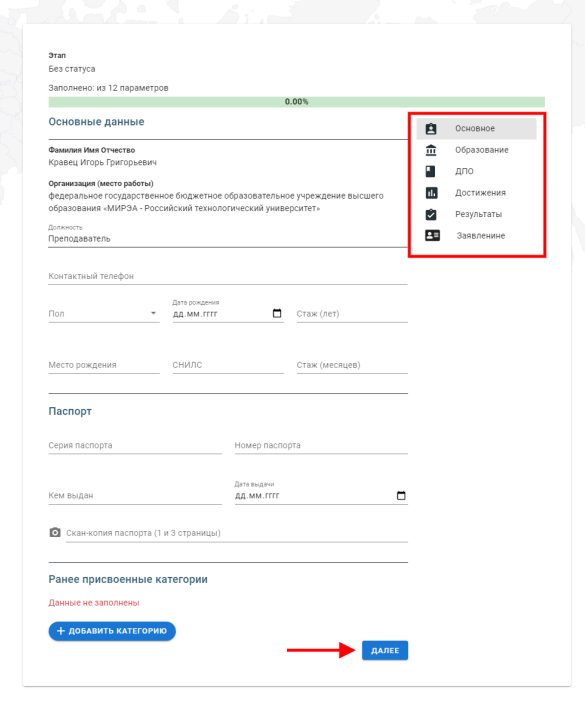 Этап
Без статуса
Заполнено: из 12 параметров
0.00%
Основные данные
Фамилия Имя Отчество
Кравец Игорь Григорьевич
Организация (место работы)
федеральное государственное бюджетное образовательное учреждение высшего
образования «МИРЭА - Российский технологический университет»
Должность
Преподаватель
Контактный телефон
Пол
Дата рождения
дд.мм.гггг
Стаж (лет)
Место рождения
СНИЛС
Стаж (месяцев)
Паспорт
Серия паспорта
Номер паспорта
Кем выдан
Дата выдачи
дд.мм.гггг
Скан-копия паспорта (1 и 3 страницы)
Ранее присвоенные категории
Данные не заполнены
+ ДОБАВИТЬ КАТЕГОРИЮ
ДАЛЕЕ
Основное
Образование
ДПО
Достижения
Результаты
Заявленине